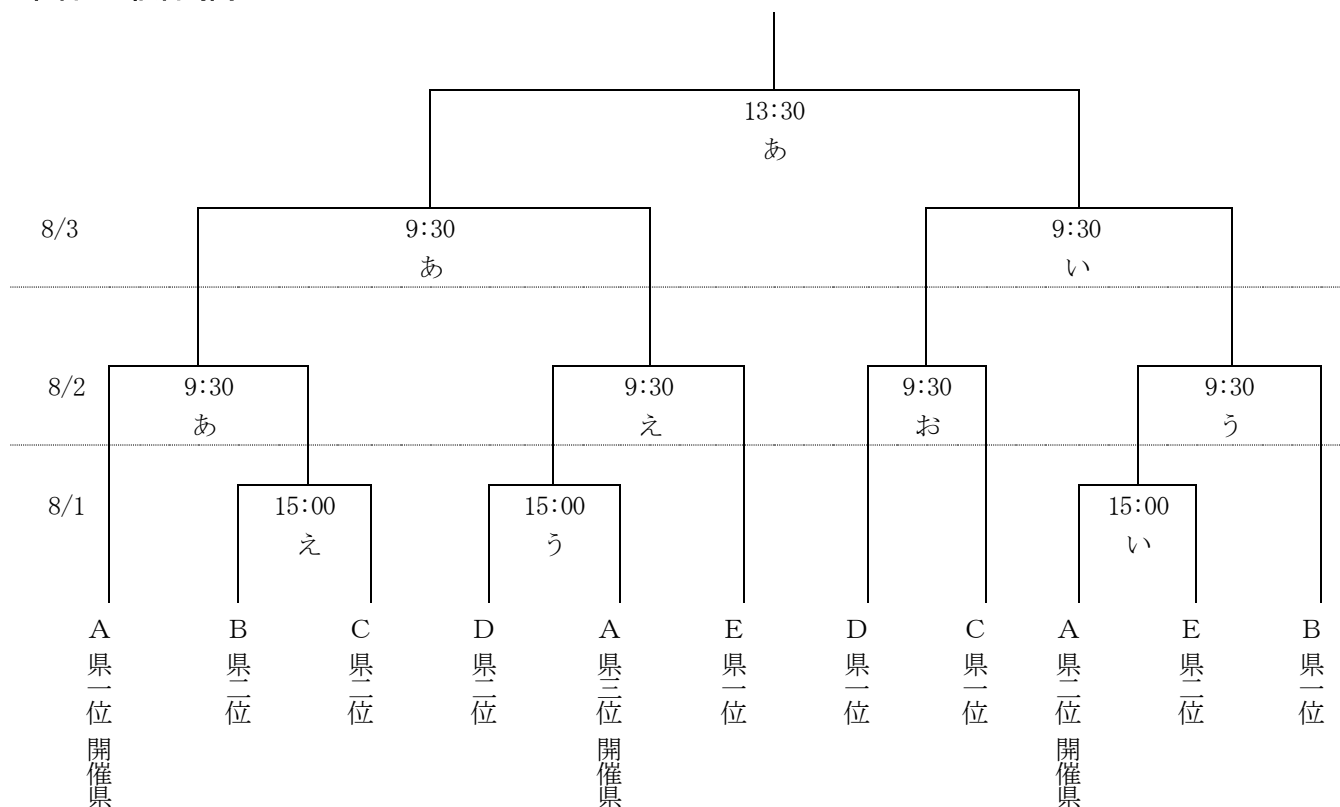 13:30
あ
8/3
9:30
あ
9:30
い
8/2
9:30
あ
9:30
え
9:30
お
9:30
う
8/1
15:00
え
15:00
う
15:00
い
A県一位 開催県
B県二位
C県二位
D県二位
A県三位 開催県
E県一位
D県一位
C県一位
A県二位 開催県
E県二位
B県一位